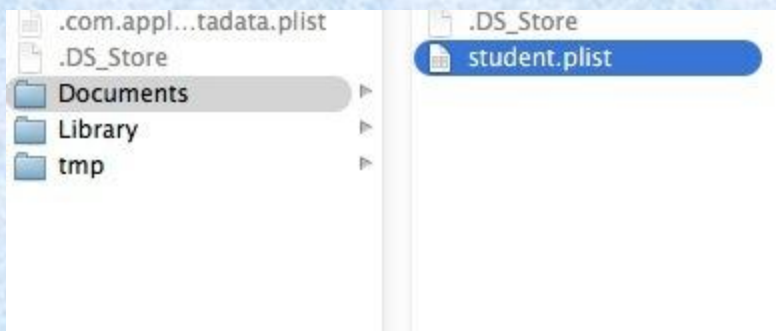 .com.appl...tadata.plist
.DS_Store
Documents
Library
tmp
.DS_Store
student.plist